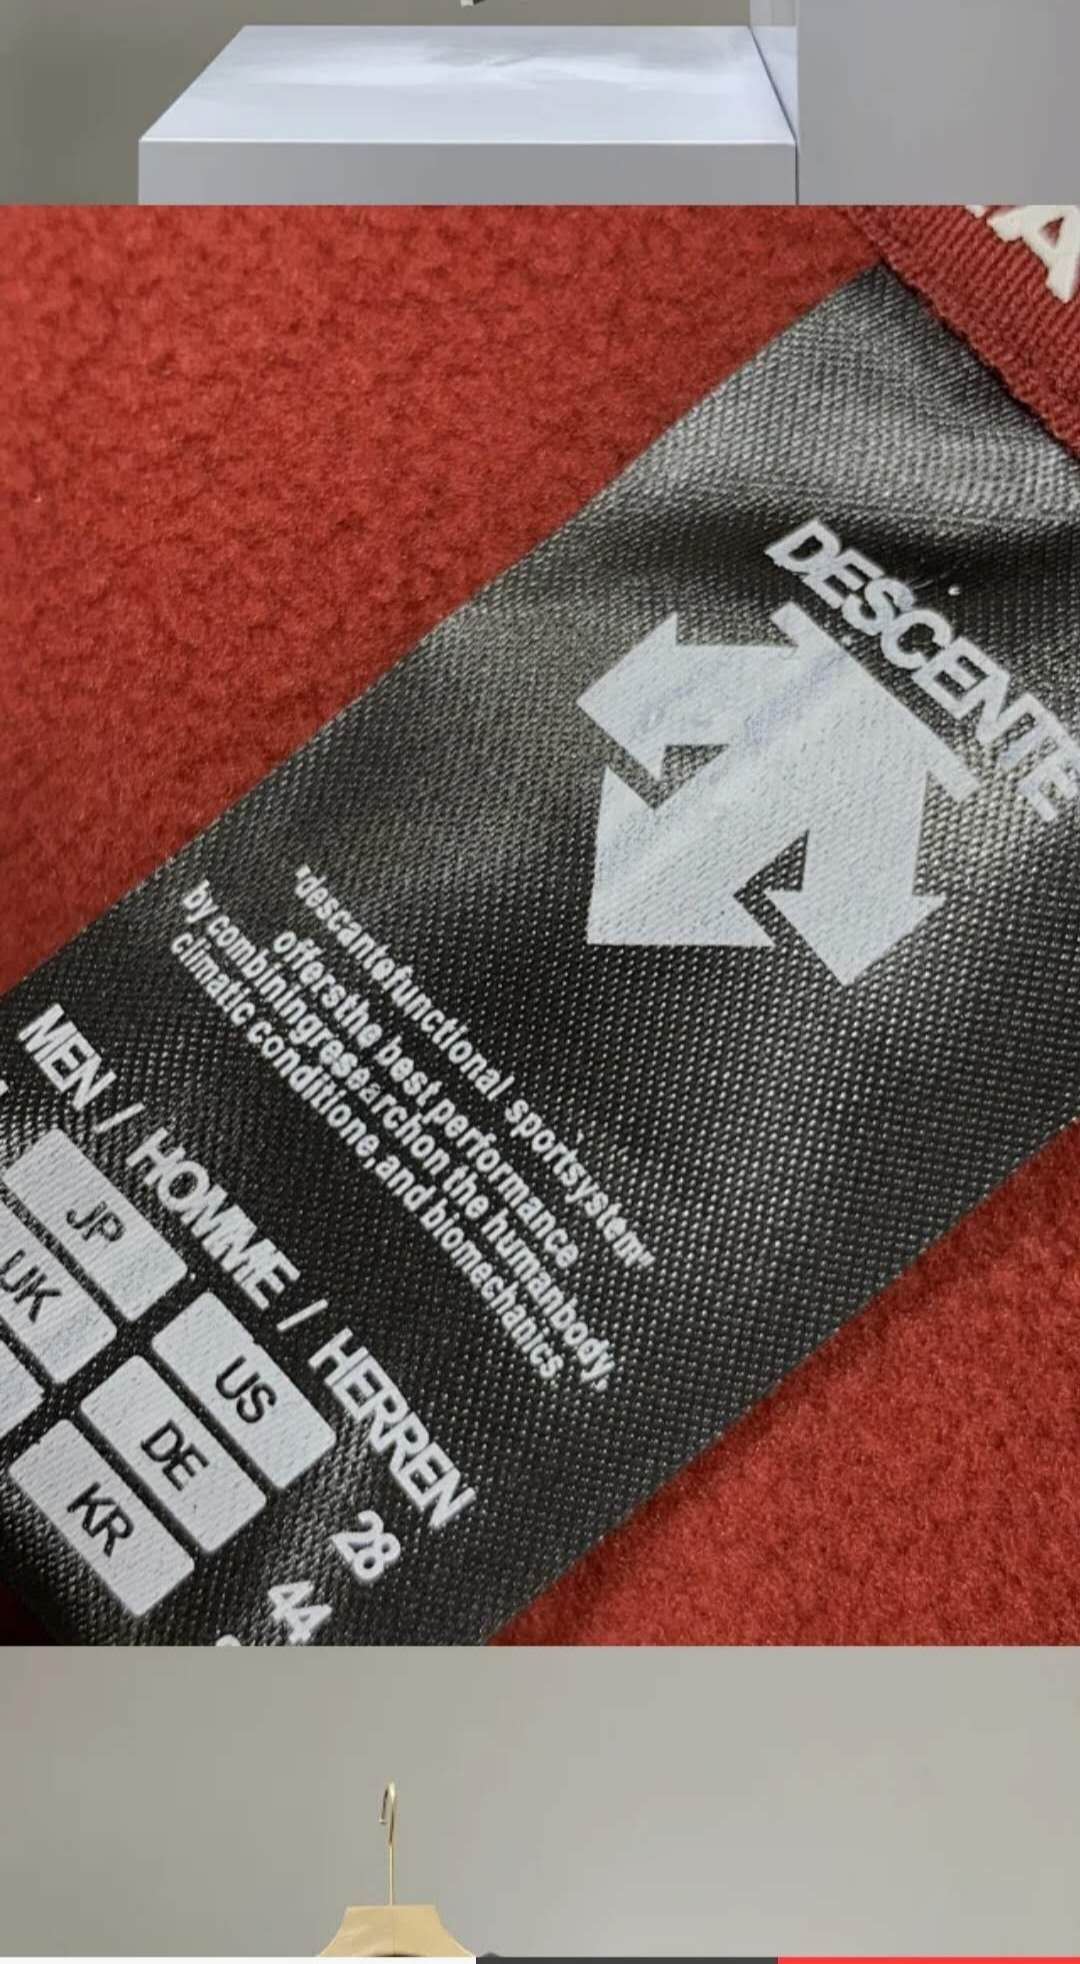 DESCENTE
"descantefunctional sportsystem"
offersthe best performance
by combiningresearchon the humanbody,
climatic conditione,and biomechanics.
MEN / HOMME / HERREN
JP
US 28
UK
DE 44
KR